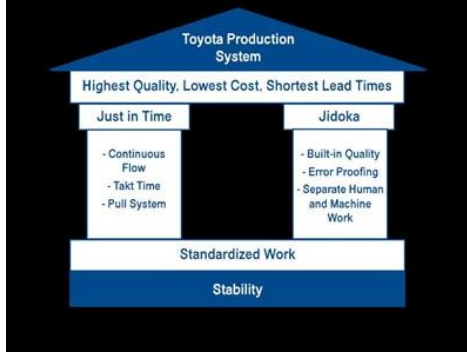 Toyota Production
System
Highest Quality, Lowest Cost, Shortest Lead Times
Just in Time
- Continuous
Flow
- Takt Time
- Pull System
Jidoka
- Built-in Quality
- Error Proofing
- Separate Human
and Machine
Work
Standardized Work
Stability